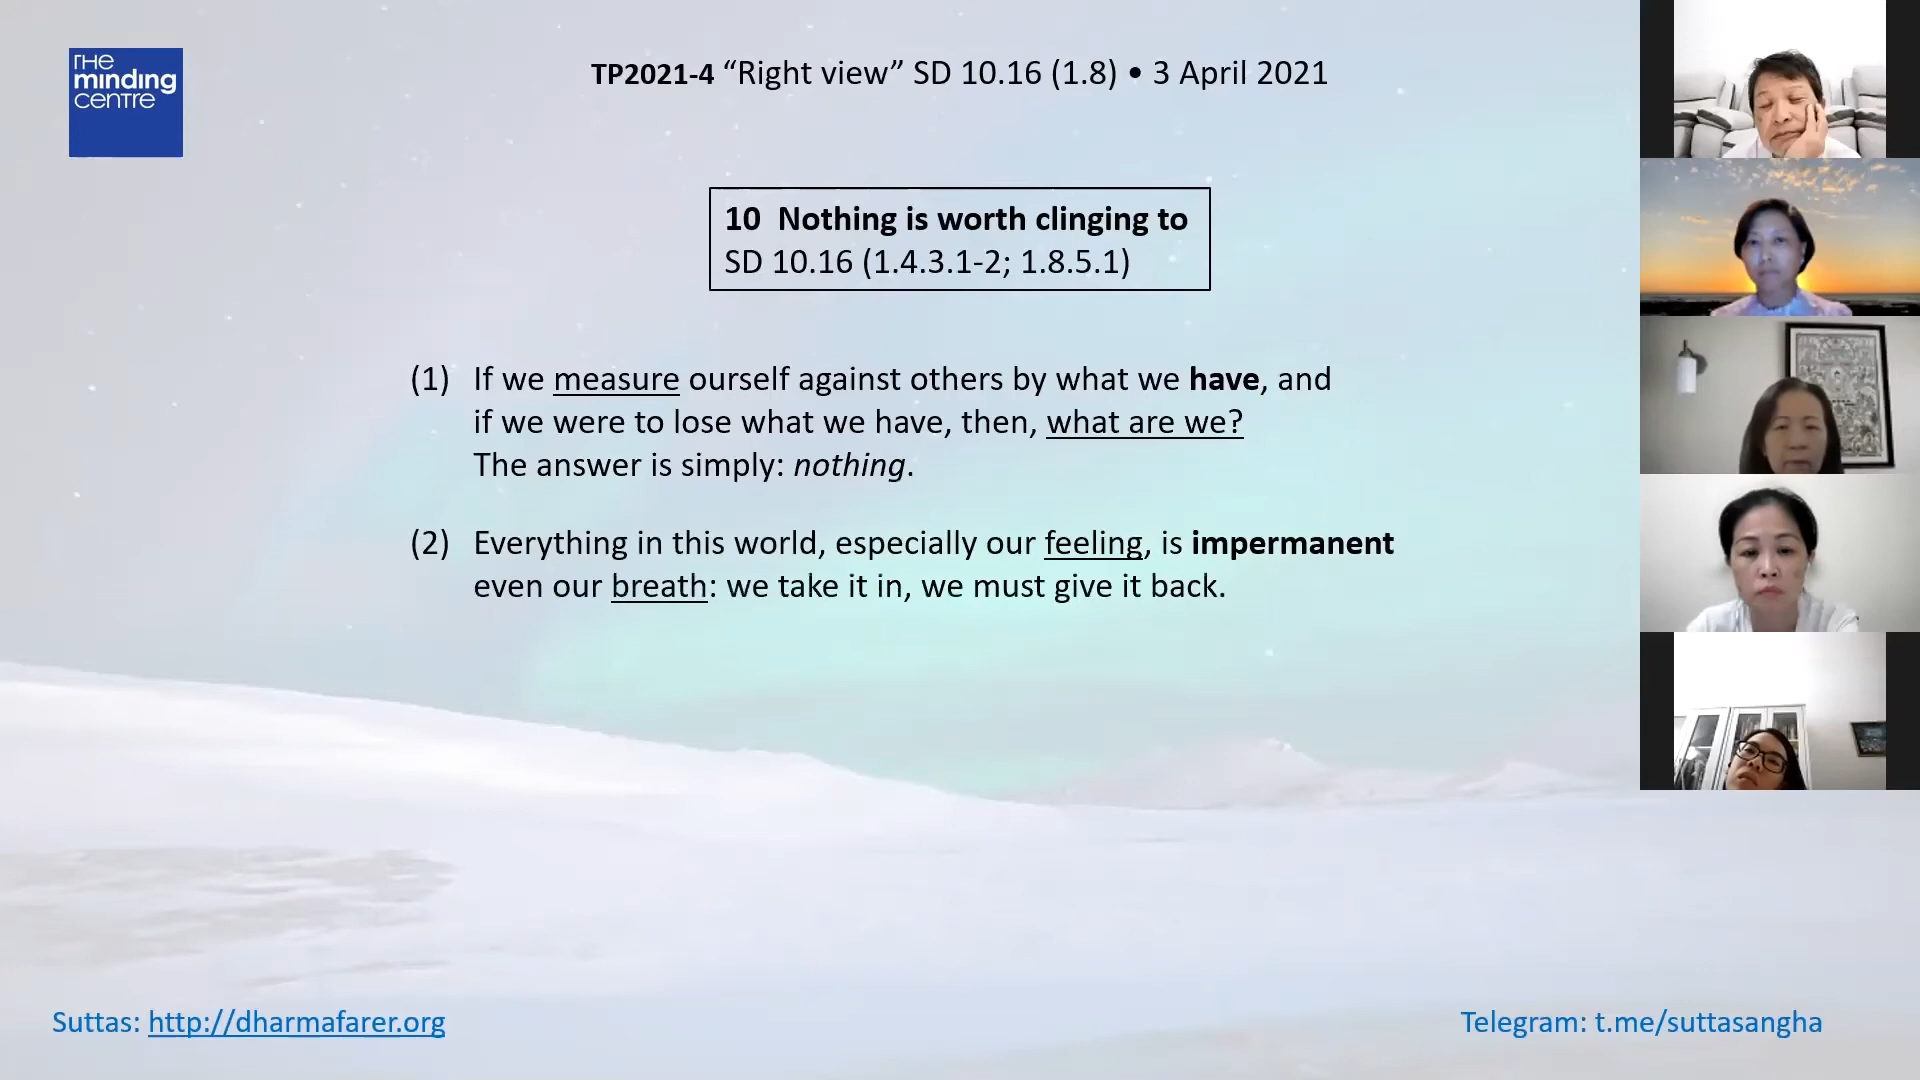 THE
minding
centre
TP2021-4 “Right view” SD 10.16 (1.8) • 3 April 2021
10 Nothing is worth clinging to
SD 10.16 (1.4.3.1-2; 1.8.5.1)
(1) If we measure ourself against others by what we have, and
if we were to lose what we have, then, what are we?
The answer is simply: nothing.
(2) Everything in this world, especially our feeling, is impermanent
even our breath: we take it in, we must give it back.
Suttas: http://dharmafarer.org
Telegram: t.me/suttasangha